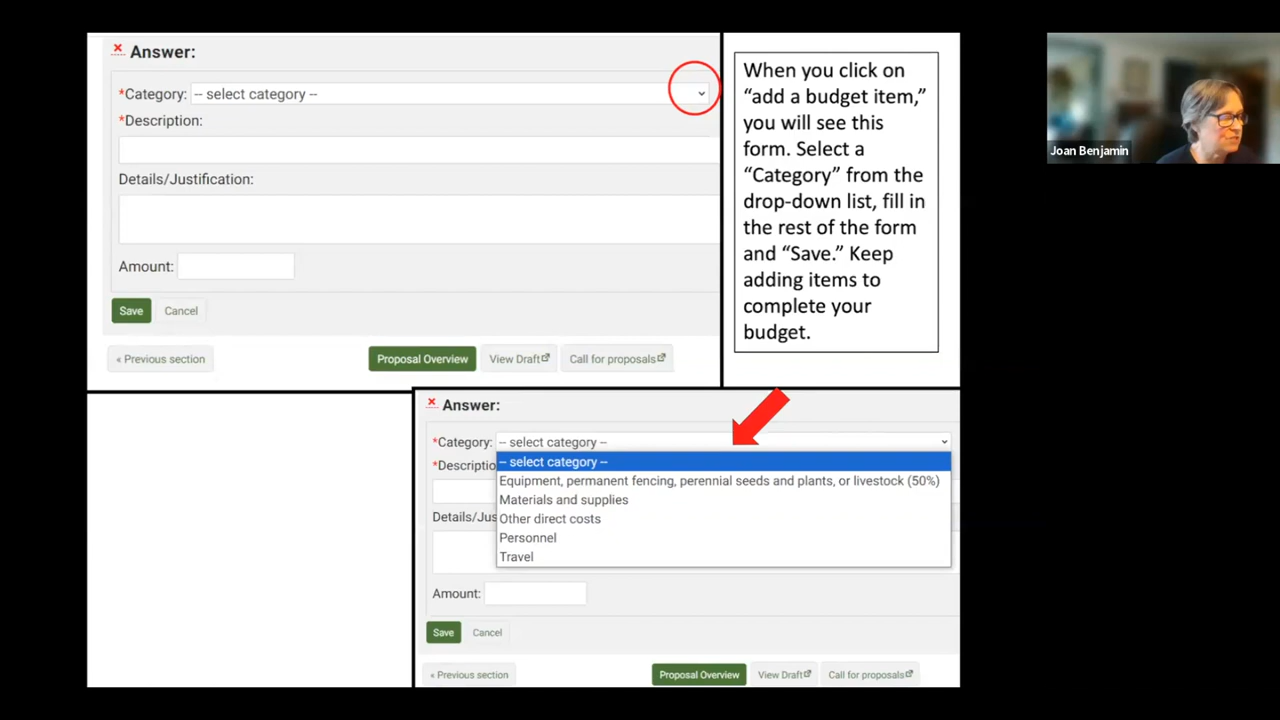 Answer:
*Category: -- select category --
*Description:
Details/Justification:
Amount:
Save Cancel
« Previous section Proposal Overview View Draft Call for proposals
When you click on
“add a budget item,”
you will see this
form. Select a
“Category” from the
drop-down list, fill in
the rest of the form
and “Save.” Keep
adding items to
complete your
budget.
Joan Benjamin
Answer:
*Category: -- select category --
*Descriptio -- select category --
Equipment, permanent fencing, perennial seeds and plants, or livestock (50%)
Materials and supplies
Details/Jus Other direct costs
Personnel
Travel
Amount:
Save Cancel
« Previous section Proposal Overview View Draft Call for proposals